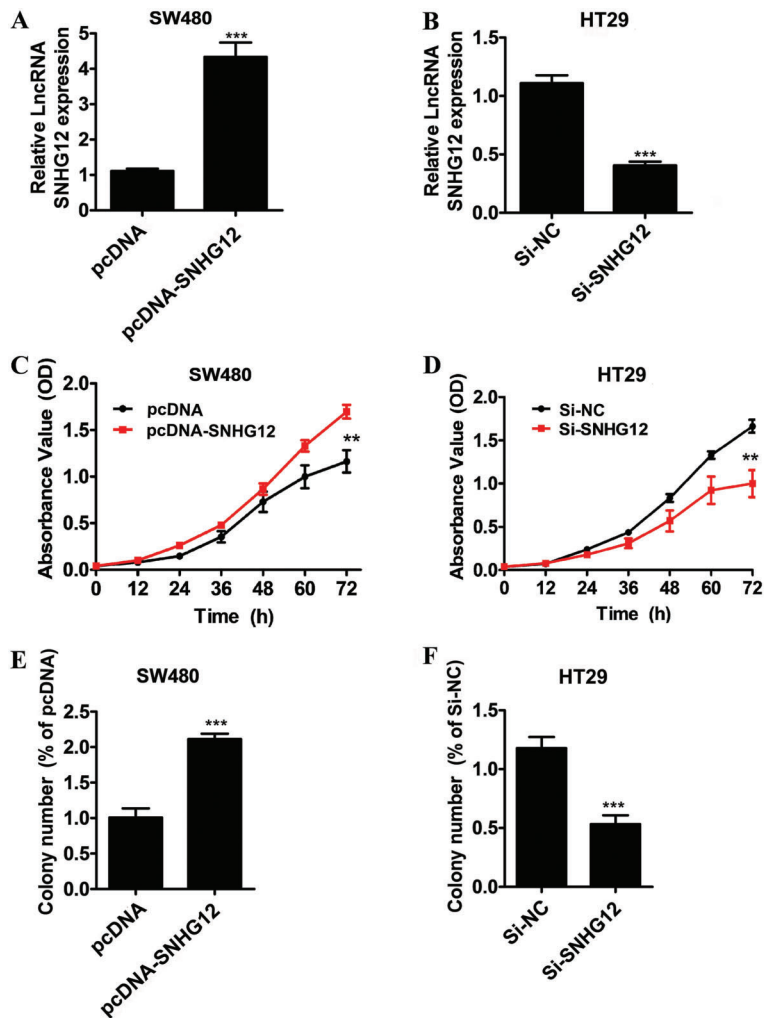 A
SW480
Relative LncRNA
SNHG12 expression
5
4
3
2
1
0
***
pcDNA
pcDNA-SNHG12
B
HT29
Relative LncRNA
SNHG12 expression
1.5
1.0
0.5
0.0
***
Si-NC
Si-SNHG12
C
SW480
Absorbance Value (OD)
2.0
1.5
1.0
0.5
0.0
pcDNA
pcDNA-SNHG12
**
0 12 24 36 48 60 72
Time (h)
D
HT29
Absorbance Value (OD)
2.0
1.5
1.0
0.5
0.0
Si-NC
Si-SNHG12
**
0 12 24 36 48 60 72
Time (h)
E
SW480
Colony number (% of pcDNA)
2.5
2.0
1.5
1.0
0.5
0.0
***
pcDNA
pcDNA-SNHG12
F
HT29
Colony number (% of Si-NC)
1.5
1.0
0.5
0.0
***
Si-NC
Si-SNHG12